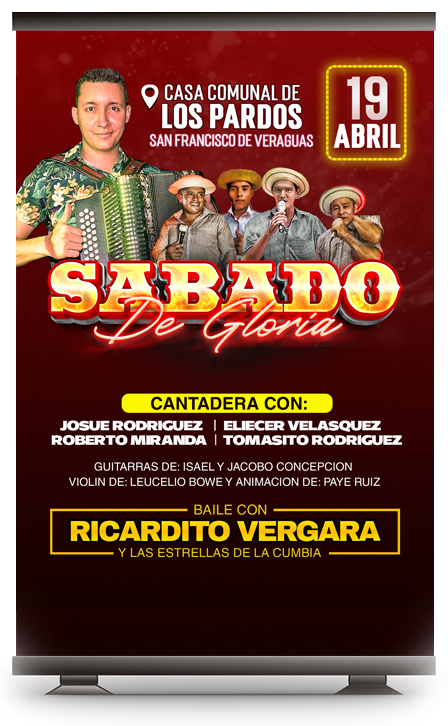 CASA COMUNAL DE
LOS PARDOS
SAN FRANCISCO DE VERAGUAS
19
ABRIL
SABADO
De Gloria
CANTADERA CON:
JOSUE RODRIGUEZ | ELIECER VELASQUEZ
ROBERTO MIRANDA | TOMASITO RODRIGUEZ
GUITARRAS DE: ISAEL Y JACOBO CONCEPCION
VIOLIN DE: LEUCELIO BOWE Y ANIMACION DE: PAYE RUIZ
BAILE CON
RICARDITO VERGARA
Y LAS ESTRELLAS DE LA CUMBIA